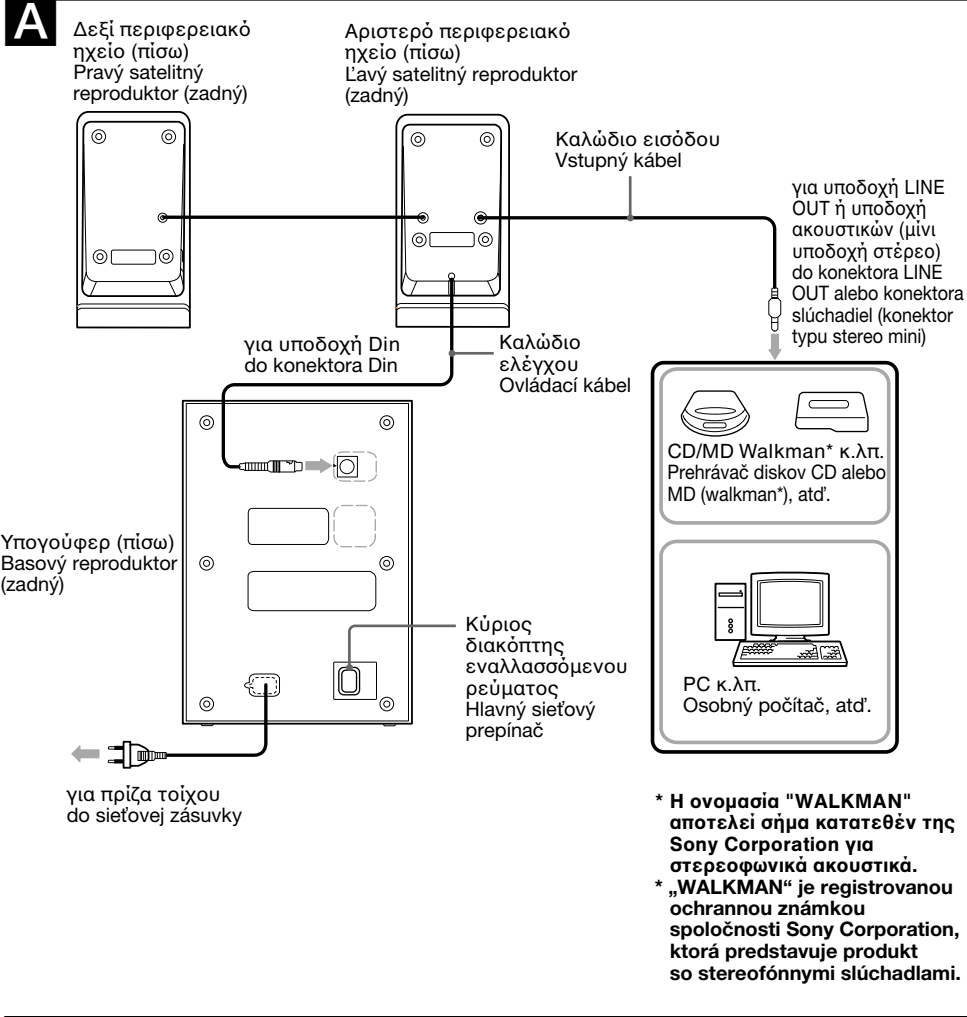 A
Δεξί περιφερειακό
ηχείο (πίσω)
Pravý satelitný
reproduktor (zadný)
Αριστερό περιφερειακό
ηχείο (πίσω)
Ľavý satelitný reproduktor
(zadný)
Καλώδιο εισόδου
Vstupný kábel
για υποδοχή LINE
OUT ή υποδοχή
ακουστικών (μίνι
υποδοχή στέρεο)
do konektora LINE
OUT alebo konektora
slúchadiel (konektor
typu stereo mini)
για υποδοχή Din
do konektora Din
Καλώδιο
ελέγχου
Ovládací kábel
CD/MD Walkman* κ.λπ.
Prehrávač diskov CD alebo
MD (walkman*), atď.
Υπογούφερ (πίσω)
Basový reproduktor
(zadný)
Κύριος
διακόπτης
εναλλασσόμενου
ρεύματος
Hlavný sieťový
prepínač
PC κ.λπ.
Osobný počítač, atď.
για πρίζα τοίχου
do sieťovej zásuvky
* Η ονομασία "WALKMAN"
αποτελεί σήμα κατατεθέν της
Sony Corporation για
στερεοφωνικά ακουστικά.
* „WALKMAN“ je registrovanou
ochrannou známkou
spoločnosti Sony Corporation,
ktorá predstavuje produkt
so stereofónnymi slúchadlami.